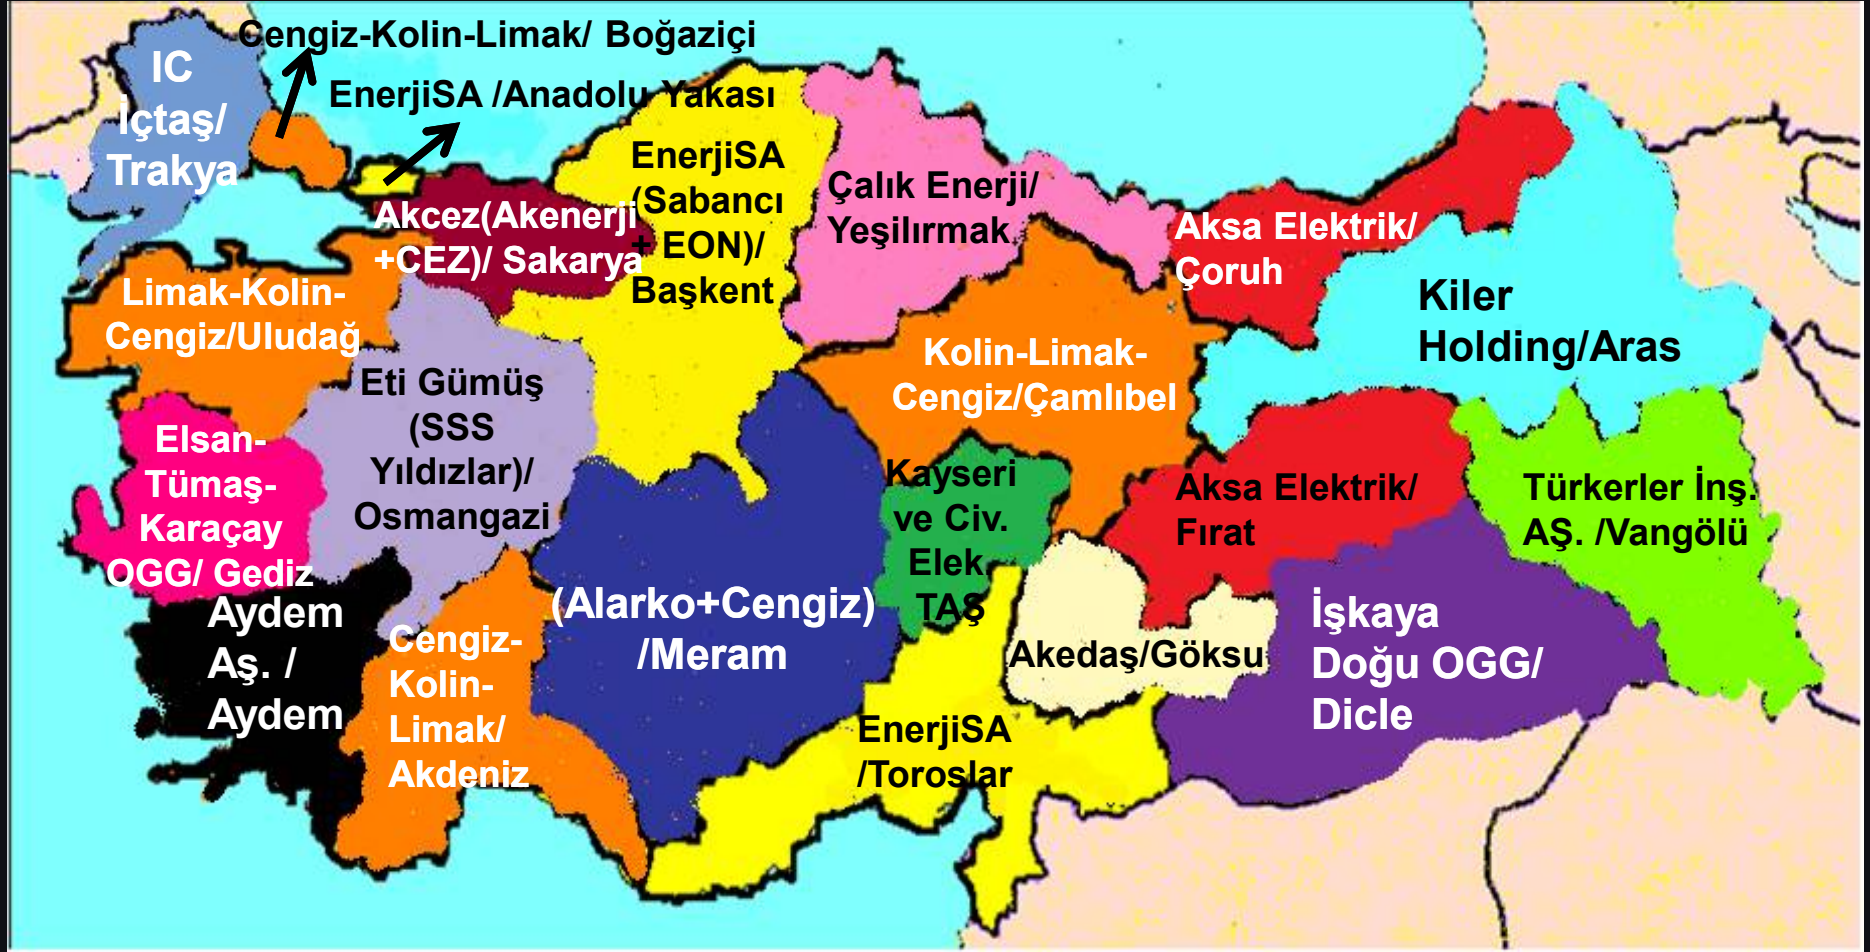 Cengiz-Kolin-Limak/ Boğaziçi
EnerjiSA /Anadolu Yakası
IC
İçtaş/
Trakya
Akcez(Akenerji
+CEZ)/ Sakarya
EnerjiSA
(Sabancı
+ EON)/
Başkent
Çalık Enerji/
Yeşilırmak
Aksa Elektrik/
Çoruh
Kiler
Holding/Aras
Limak-Kolin-
Cengiz/Uludağ
Eti Gümüş
(SSS
Yıldızlar)/
Osmangazi
Kolin-Limak-
Cengiz/Çamlıbel
Elsan-
Tümaş-
Karaçay
OGG/ Gediz
Kayseri
ve Civ.
Elek.
TAŞ
Aksa Elektrik/
Fırat
Türkerler İnş.
AŞ. /Vangölü
Aydem
Aş. /
Aydem
Cengiz-
Kolin-
Limak/
Akdeniz
(Alarko+Cengiz)
/Meram
Akedaş/Göksu
İşkaya
Doğu OGG/
Dicle
EnerjiSA
/Toroslar